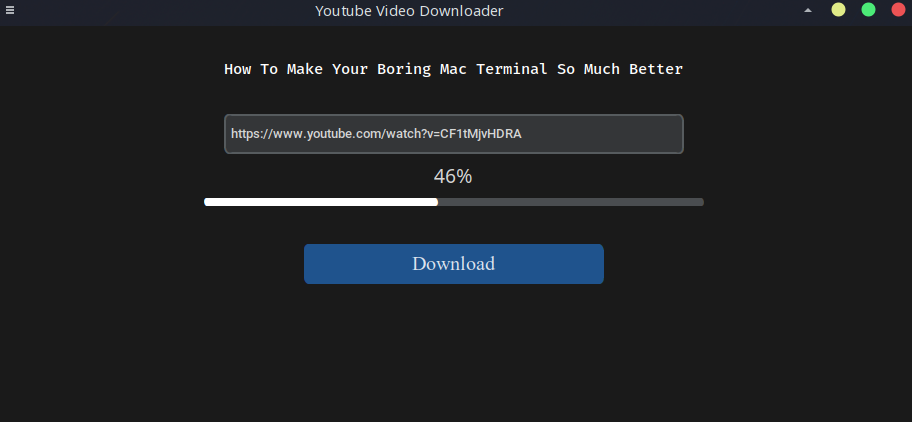 Youtube Video Downloader
How To Make Your Boring Mac Terminal So Much Better
https://www.youtube.com/watch?v=CF1tMjvHDRA
46%
Download